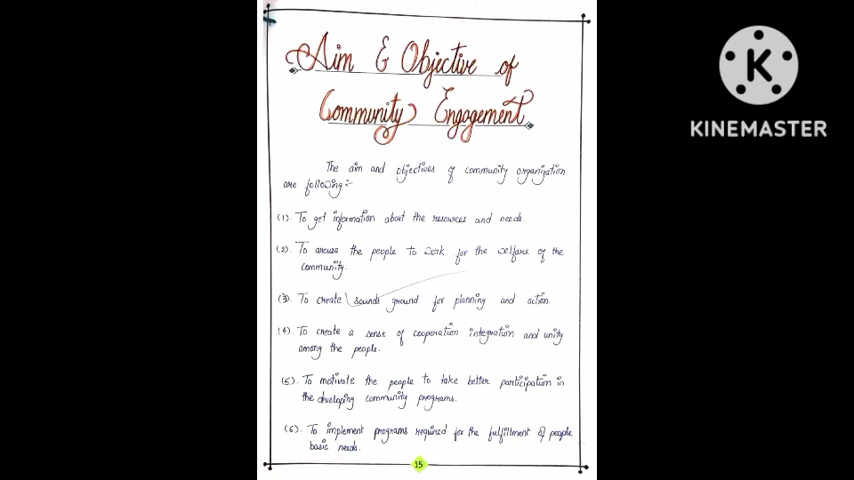 Aim & Objective of
Community Engagement
The aim and objectives of community organization
are following:-
(1). To get information about the resources and needs.
(2). To arouse the people to work for the welfare of the
community.
(3). To create sounds ground for planning and action.
(4). To create a sense of cooperation integration and unity
among the people.
(5). To motivate the people to take better participation in
the developing community programs.
(6). To implement programs required for the fulfillment of people
basic needs.
15
K
KINEMASTER